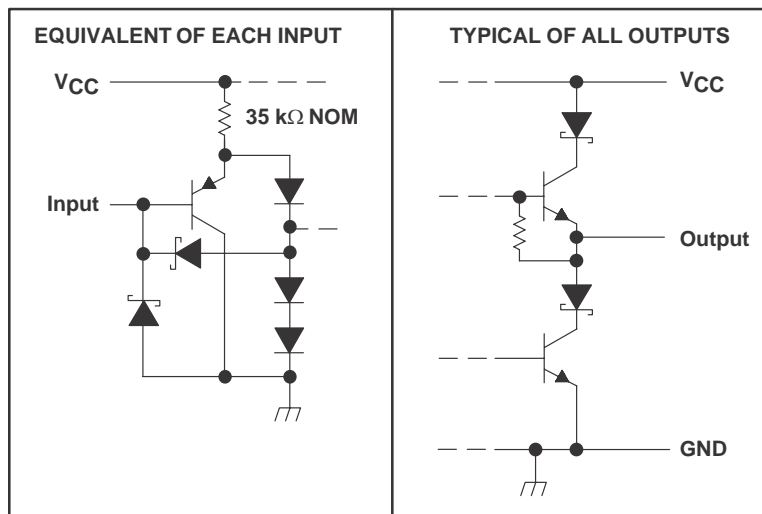 EQUIVALENT OF EACH INPUT
VCC
35 kΩ NOM
Input
TYPICAL OF ALL OUTPUTS
VCC
Output
GND